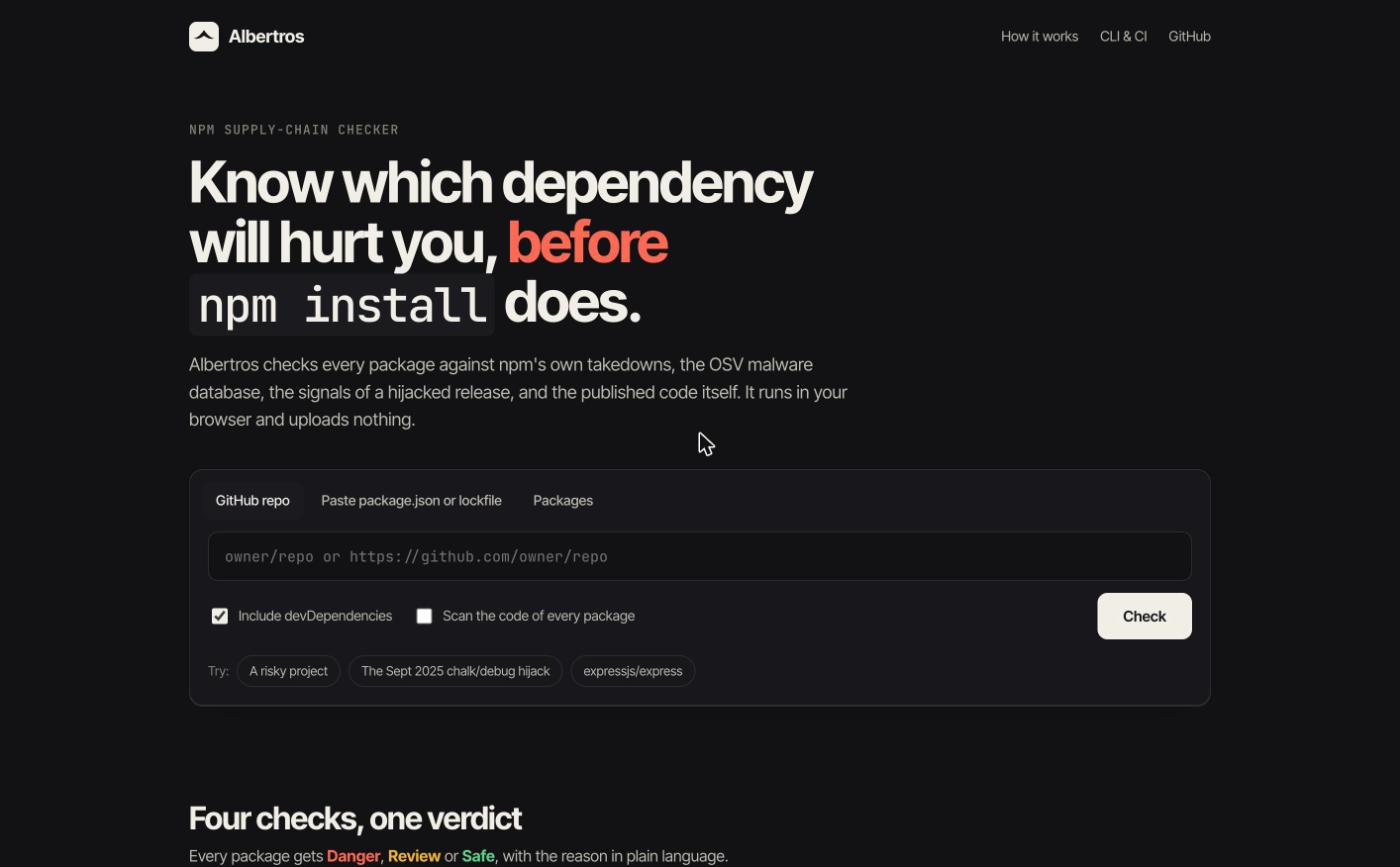 Albertros
How it works
CLI & CI
GitHub
NPM SUPPLY-CHAIN CHECKER
Know which dependency
will hurt you, before
npm install does.
Albertros checks every package against npm's own takedowns, the OSV malware
database, the signals of a hijacked release, and the published code itself. It runs in your
browser and uploads nothing.
GitHub repo
Paste package.json or lockfile
Packages
owner/repo or https://github.com/owner/repo
Include devDependencies
Scan the code of every package
Check
Try:
A risky project
The Sept 2025 chalk/debug hijack
expressjs/express
Four checks, one verdict
Every package gets Danger, Review or Safe, with the reason in plain language.